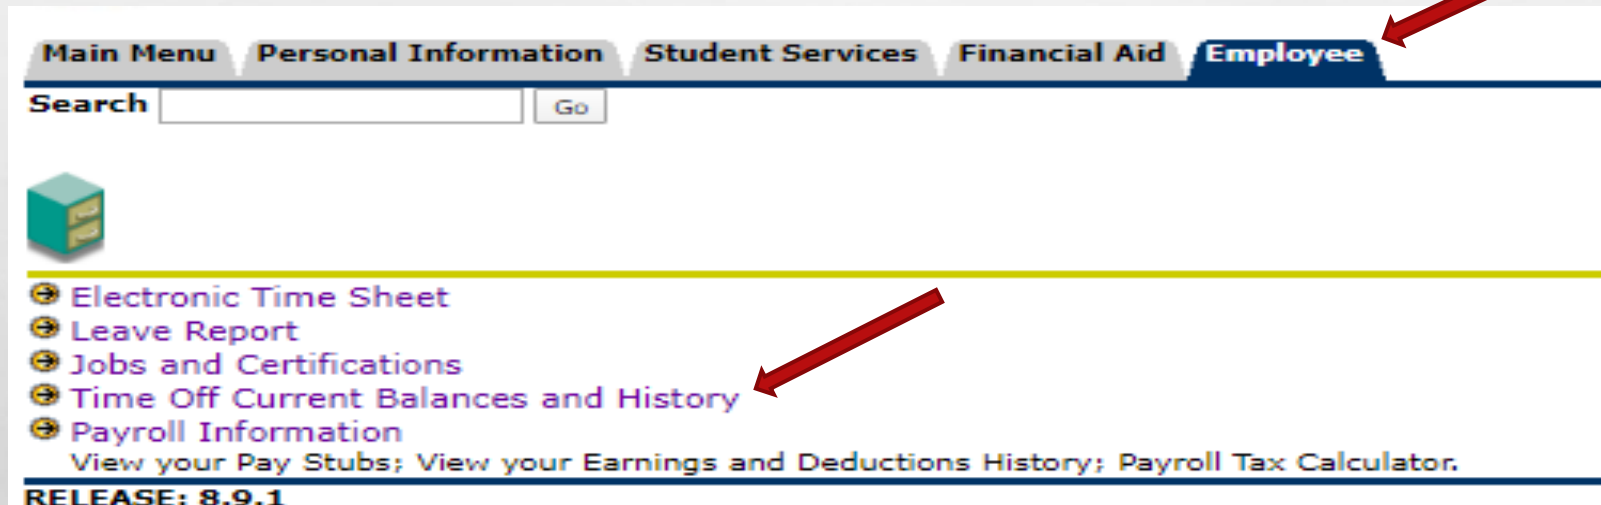 Main Menu Personal Information Student Services Financial Aid Employee
Search Go
Electronic Time Sheet
Leave Report
Jobs and Certifications
Time Off Current Balances and History
Payroll Information
View your Pay Stubs; View your Earnings and Deductions History; Payroll Tax Calculator.
RELEASE: 8.9.1